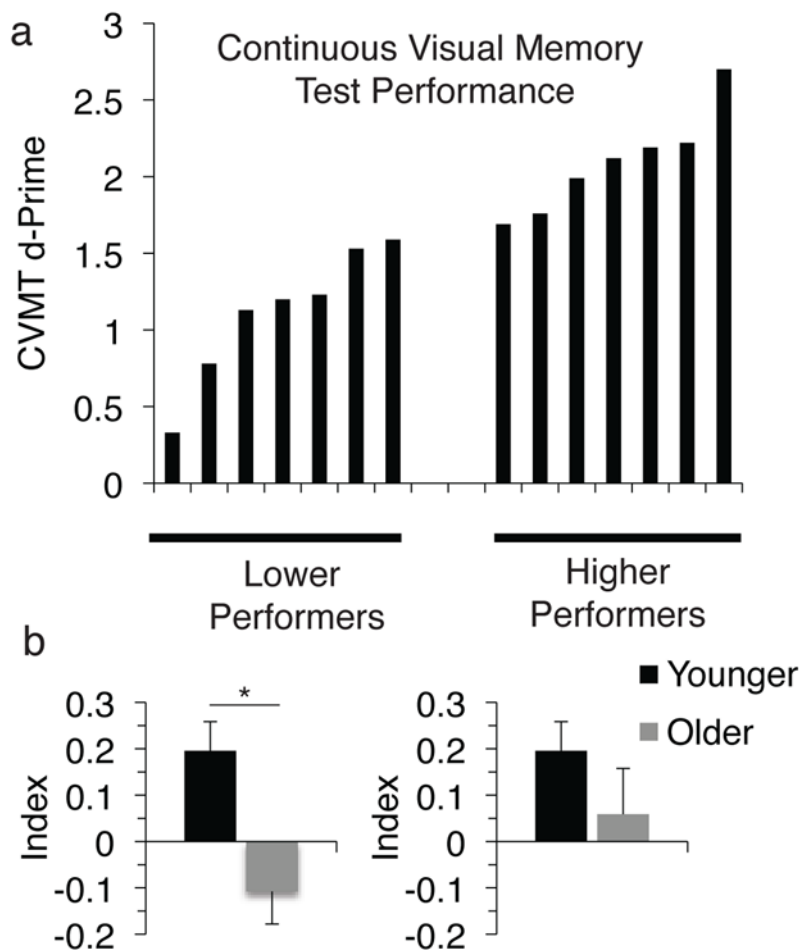 a
Continuous Visual Memory
Test Performance
CVMT d-Prime
3
2.5
2
1.5
1
0.5
0
Lower
Performers
Higher
Performers
b
Younger
Older
*
Index
0.3
0.2
0.1
0
-0.1
-0.2
Index
0.3
0.2
0.1
0
-0.1
-0.2